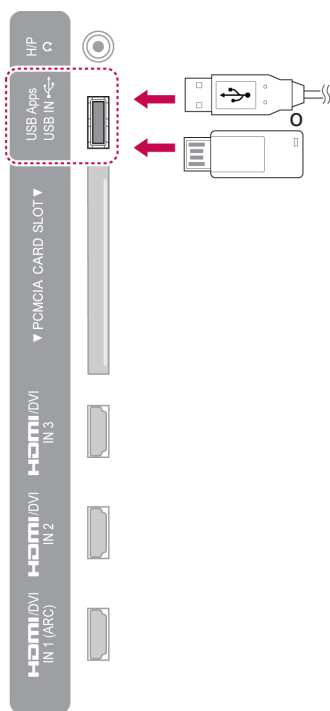 H/P
USB Apps
USB IN
▼ PCMCIA CARD SLOT ▼
HDMI/DVI
IN 3
HDMI/DVI
IN 2
HDMI/DVI
IN 1 (ARC)
O